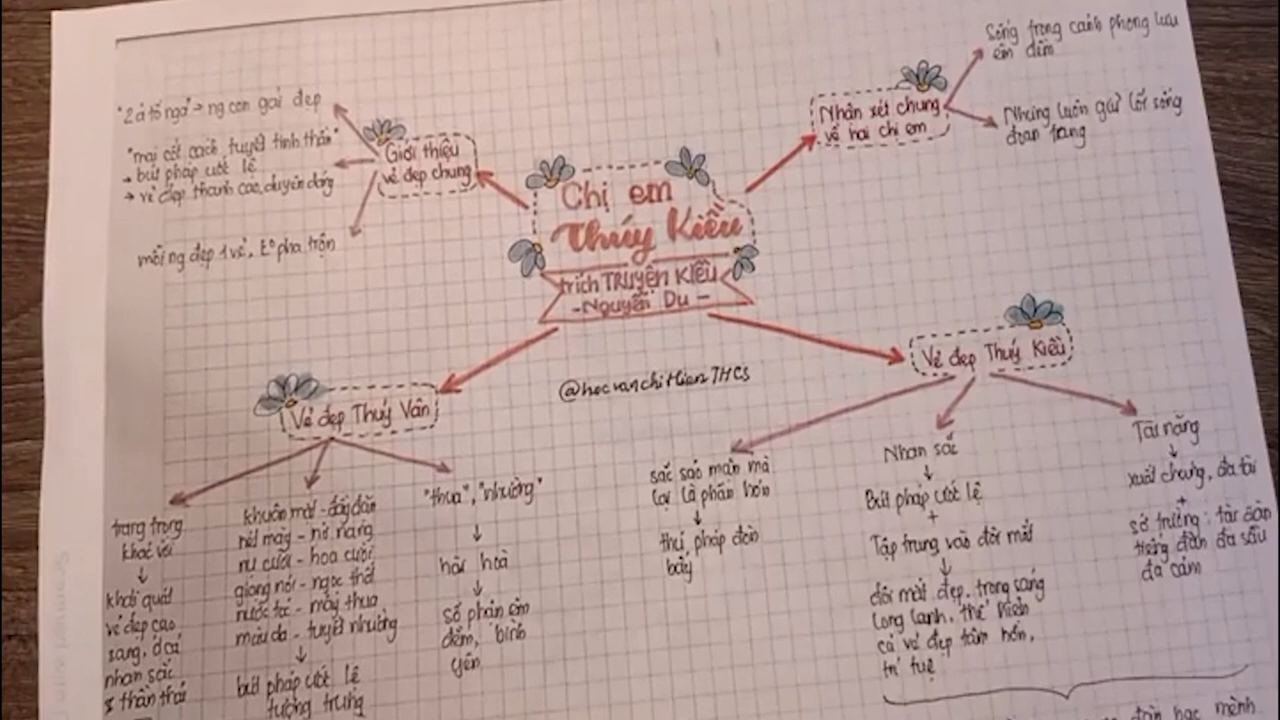 Chị em
Thúy Kiều
trích TRUYỆN KIỀU
- Nguyễn Du -
Giới thiệu
vẻ đẹp chung
"2 ả tố nga" → ng con gái đẹp
"mai cốt cách tuyết tinh thần"
→ bút pháp ước lệ
→ vẻ đẹp thanh cao, duyên dáng
mỗi ng đẹp 1 vẻ, to pha trộn
Nhận xét chung
về hai chị em
Sống trong cảnh phong lưu
êm đềm
Nhưng luôn giữ lối sống
đoan trang
@hocvanchiHienTHCS
Vẻ đẹp Thúy Vân
trang trọng
khác vời
↓
khái quát
vẻ đẹp cao
sang, ở cả
nhan sắc
& thần thái
khuôn mặt - đầy đặn
nét mày - nở nang
nụ cười - hoa cười
giọng nói - ngọc thốt
nước tóc - mây thua
màu da - tuyết nhường
↓
bút pháp ước lệ
tượng trưng
"thua", "nhường"
↓
hài hoà
↓
số phận êm
đềm, bình
yên
Vẻ đẹp Thúy Kiều
sắc sảo mặn mà
lại là phần hơn
↓
thủ pháp đòn
bẩy
Nhan sắc
↓
Bút pháp ước lệ
+
Tập trung vào đôi mắt
↓
đôi mắt đẹp, trong sáng
long lanh, thể hiện
cả vẻ đẹp tâm hồn,
trí tuệ
Tài năng
↓
xuất chúng, đa tài
+
sở trường: tài đàn
tiếng đàn đa sầu
đa cảm
bạc mệnh